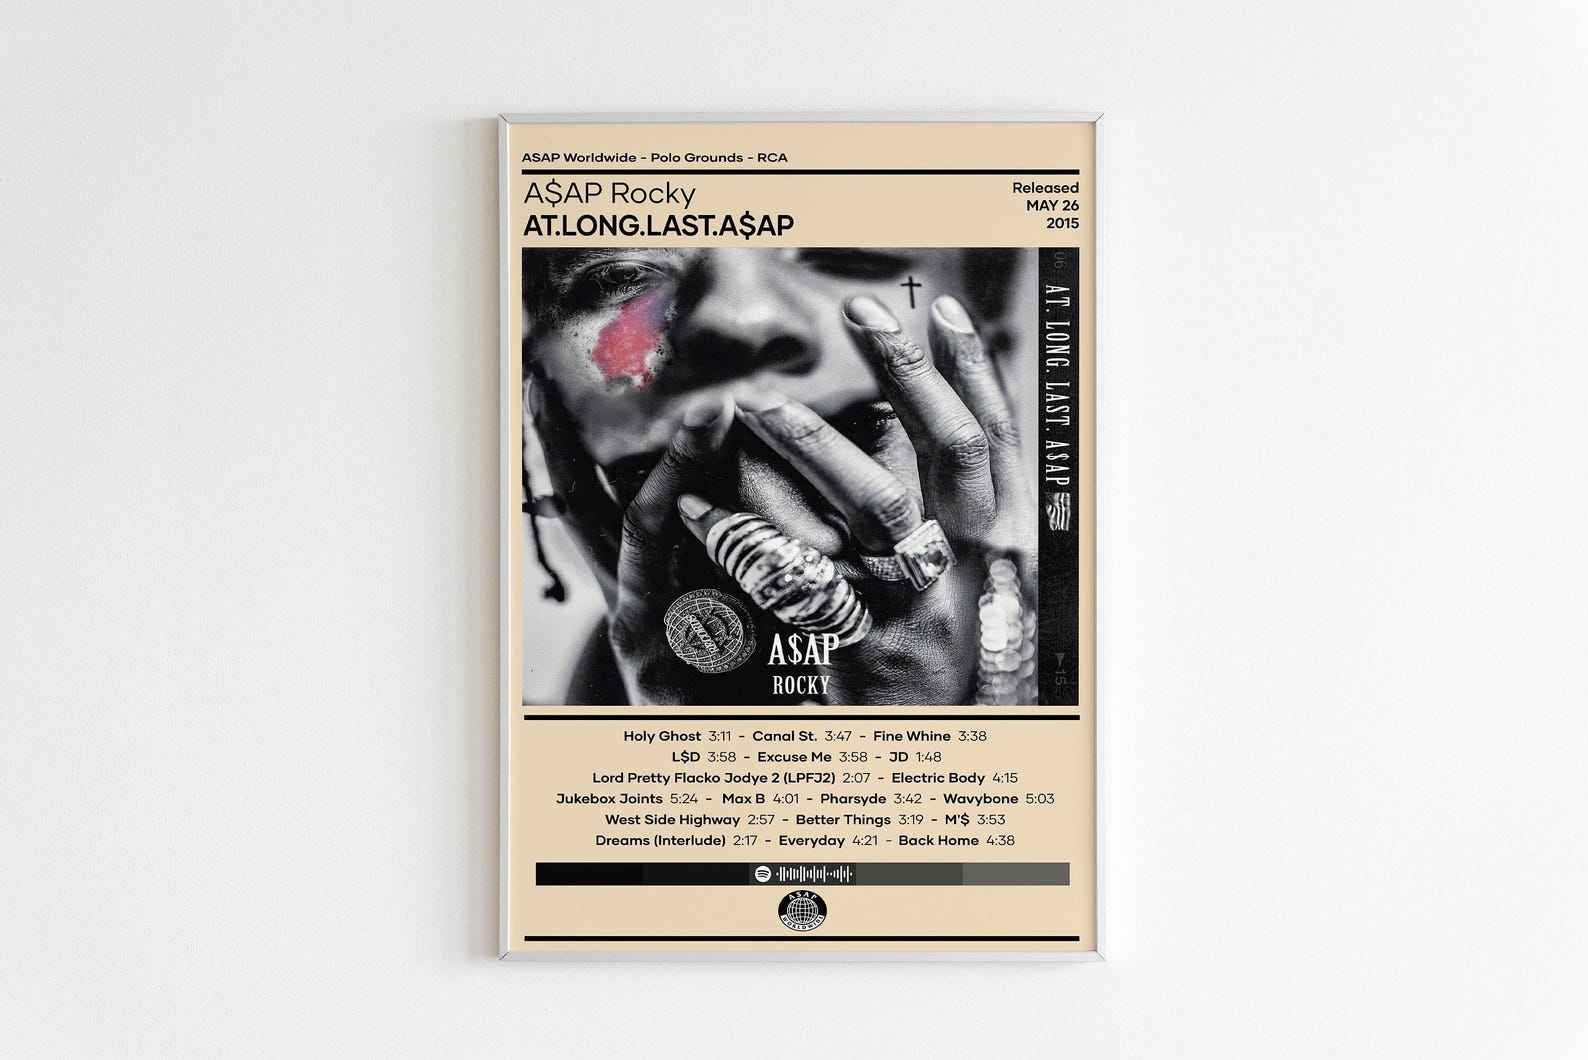 ASAP Worldwide - Polo Grounds - RCA
A$AP Rocky
AT.LONG.LAST.A$AP
Released
MAY 26
2015
06
AT. LONG. LAST. A$AP
15
A$AP
ROCKY
Holy Ghost 3:11 - Canal St. 3:47 - Fine Whine 3:38
L$D 3:58 - Excuse Me 3:58 - JD 1:48
Lord Pretty Flacko Jodye 2 (LPFJ2) 2:07 - Electric Body 4:15
Jukebox Joints 5:24 - Max B 4:01 - Pharsyde 3:42 - Wavybone 5:03
West Side Highway 2:57 - Better Things 3:19 - M'$ 3:53
Dreams (Interlude) 2:17 - Everyday 4:21 - Back Home 4:38
A$AP
WORLDWIDE